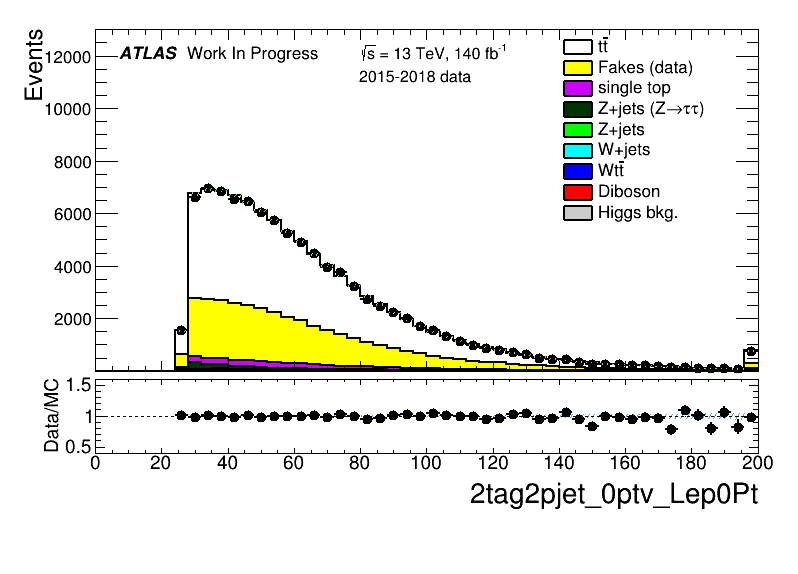 Events
12000
10000
8000
6000
4000
2000
ATLAS Work In Progress
√s = 13 TeV, 140 fb⁻¹
2015-2018 data
tt̄
Fakes (data)
single top
Z+jets (Z→ττ)
Z+jets
W+jets
Wtt̄
Diboson
Higgs bkg.
Data/MC
1.5
1
0.5
0 20 40 60 80 100 120 140 160 180 200
2tag2pjet_0ptv_Lep0Pt